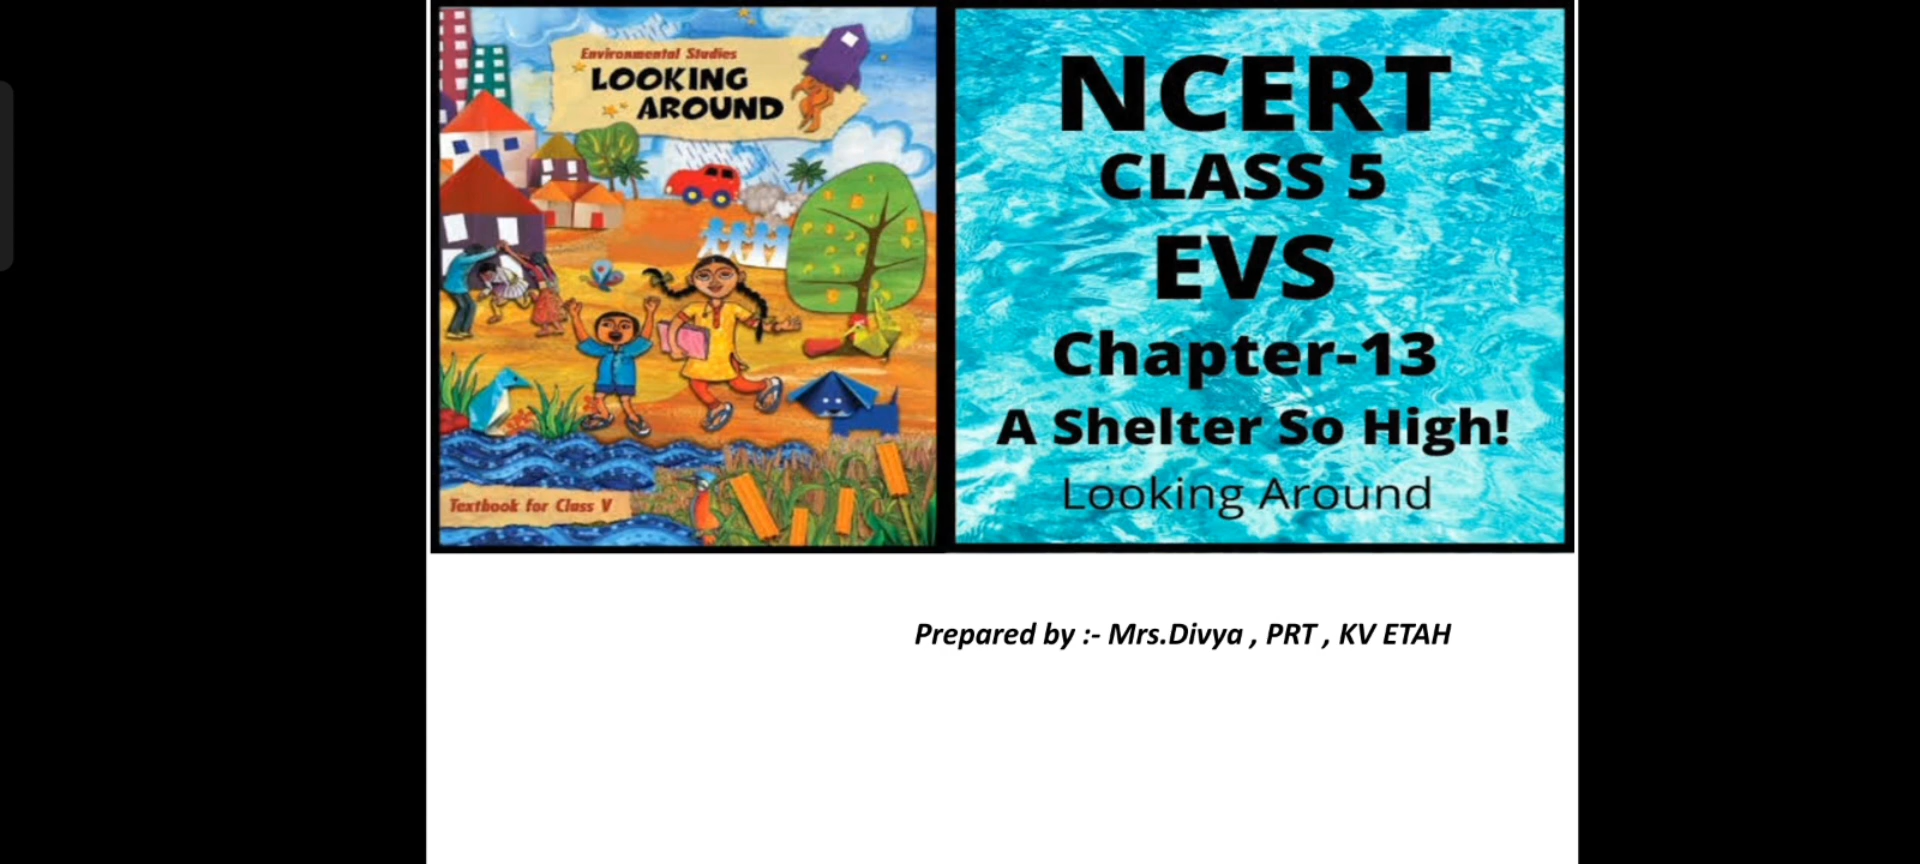 Environmental Studies
LOOKING
AROUND
Textbook for Class V
NCERT
CLASS 5
EVS
Chapter-13
A Shelter So High!
Looking Around
Prepared by :- Mrs.Divya , PRT , KV ETAH